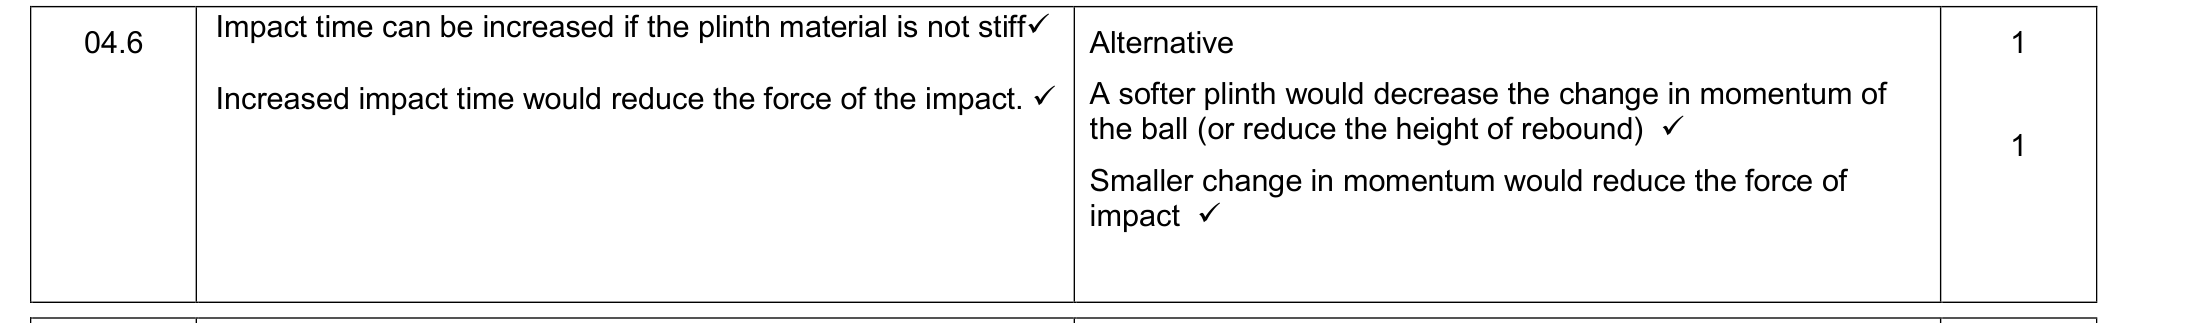 04.6
Impact time can be increased if the plinth material is not stiff✓
Increased impact time would reduce the force of the impact. ✓
Alternative
A softer plinth would decrease the change in momentum of
the ball (or reduce the height of rebound) ✓
Smaller change in momentum would reduce the force of
impact ✓
1
1